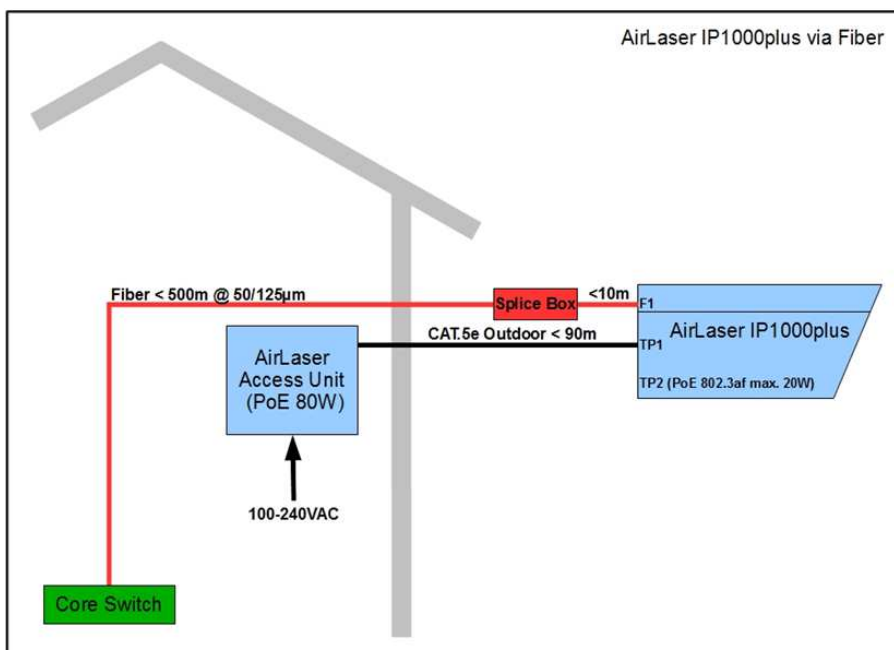 AirLaser IP1000plus via Fiber
Fiber < 500m @ 50/125µm
Splice Box
<10m
F1
AirLaser IP1000plus
CAT.5e Outdoor < 90m
TP1
AirLaser
Access Unit
(PoE 80W)
TP2 (PoE 802.3af max. 20W)
100-240VAC
Core Switch